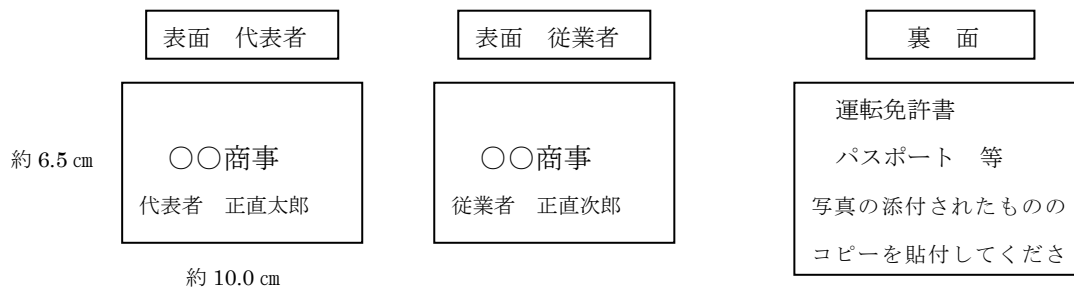 表面　代表者
表面　従業者
裏　面
約 6.5 ㎝
○○商事
代表者　正直太郎
○○商事
従業者　正直次郎
運転免許書
パスポート　等
写真の添付されたものの
コピーを貼付してくださ
約 10.0 ㎝